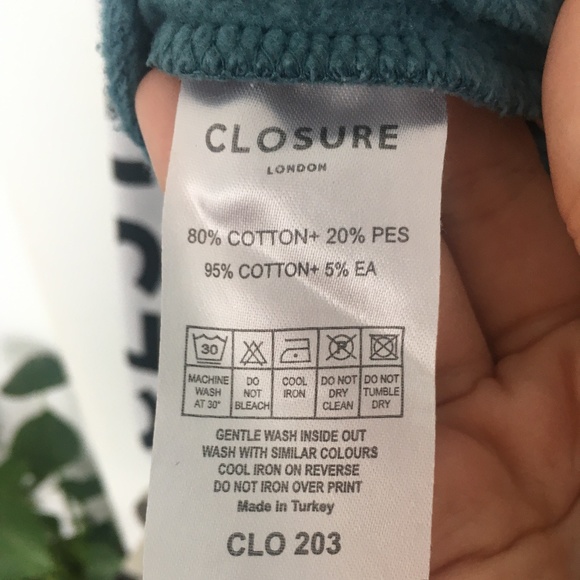 CLOSURE
LONDON
80% COTTON+ 20% PES
95% COTTON+ 5% EA
30 P
MACHINE WASH AT 30° DO NOT BLEACH COOL IRON DO NOT DRY CLEAN DO NOT TUMBLE DRY
GENTLE WASH INSIDE OUT
WASH WITH SIMILAR COLOURS
COOL IRON ON REVERSE
DO NOT IRON OVER PRINT
Made in Turkey
CLO 203